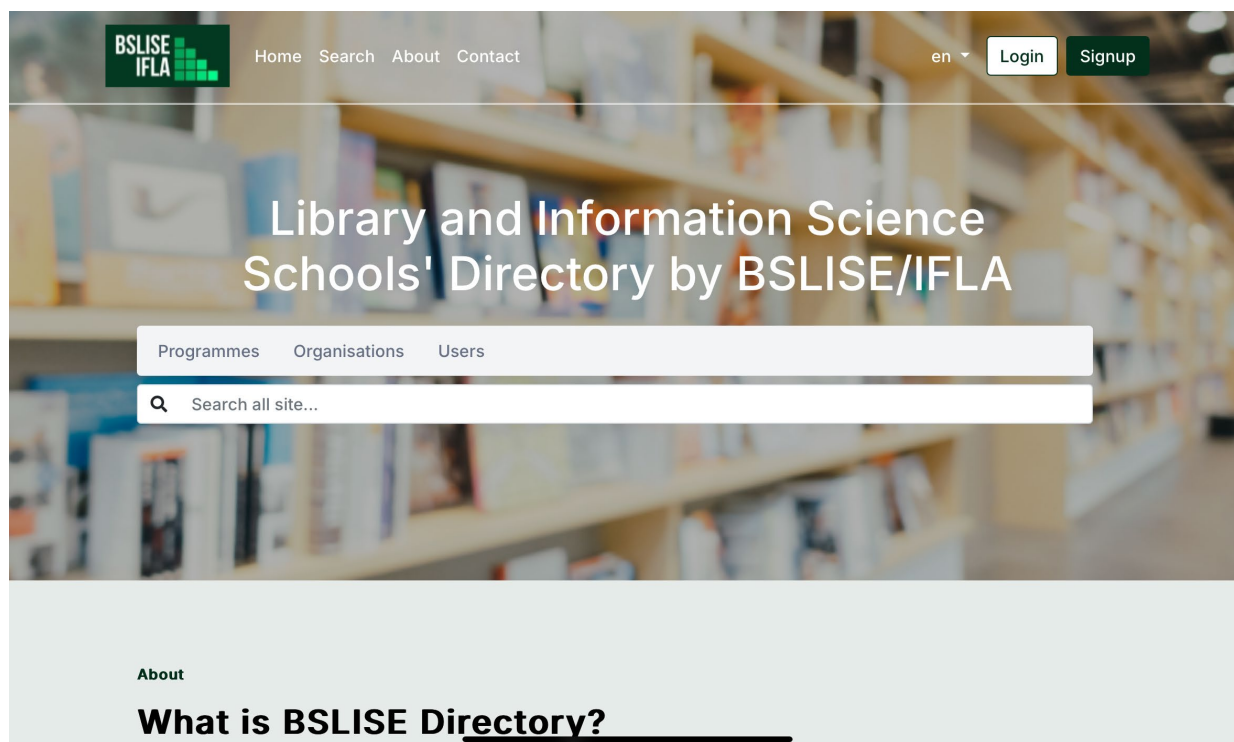 BSLISE
IFLA
Home Search About Contact
en
Login
Signup
Library and Information Science
Schools' Directory by BSLISE/IFLA
Programmes Organisations Users
Search all site...
About
What is BSLISE Directory?